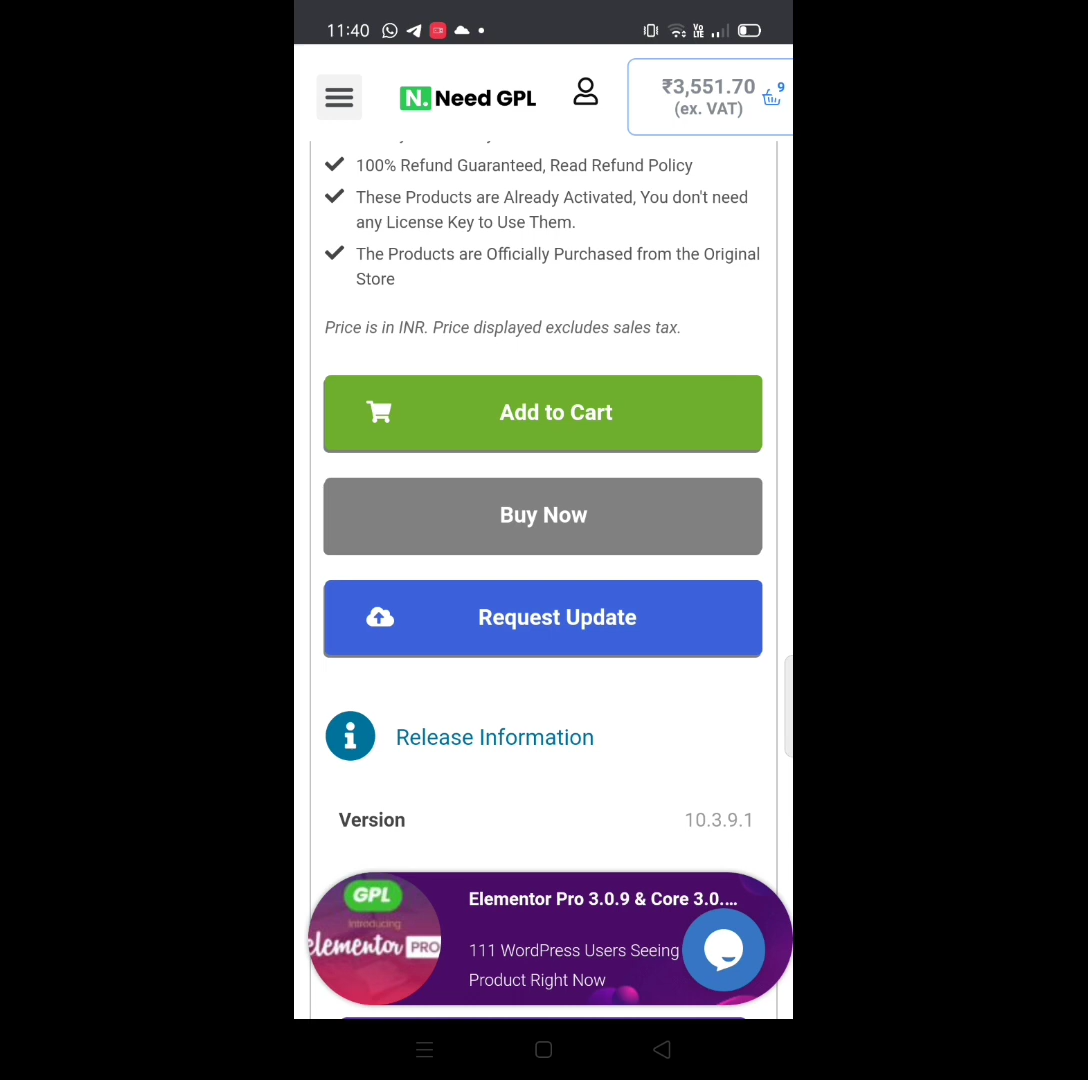 11:40
Vo
LTE
N. Need GPL
₹3,551.70
9
(ex. VAT)
100% Refund Guaranteed, Read Refund Policy
These Products are Already Activated, You don't need
any License Key to Use Them.
The Products are Officially Purchased from the Original
Store
Price is in INR. Price displayed excludes sales tax.
Add to Cart
Buy Now
Request Update
Release Information
Version
10.3.9.1
GPL
Introducing
elementor PRO
Elementor Pro 3.0.9 & Core 3.0....
111 WordPress Users Seeing
Product Right Now